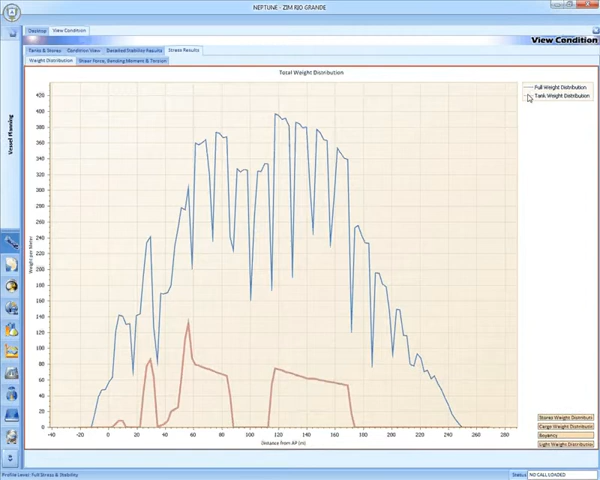 NEPTUNE - ZIM RIO GRANDE
Desktop
View Condition
View Condition
Tanks & Stores
Condition View
Detailed Stability Results
Stress Results
Weight Distribution
Shear Force, Bending Moment & Torsion
Total Weight Distribution
Full Weight Distribution
Tank Weight Distribution
Vessel Planning
Weight per Meter
420
400
380
360
340
320
300
280
260
240
220
200
180
160
140
120
100
80
60
40
20
0
-40 -20 0 20 40 60 80 100 120 140 160 180 200 220 240 260 280
Distance from AP (m)
Stores Weight Distributi
Cargo Weight Distributio
Buoyancy
Light Weight Distributio
Profile Level: Full Stress & Stability
Status
NO CALL LOADED